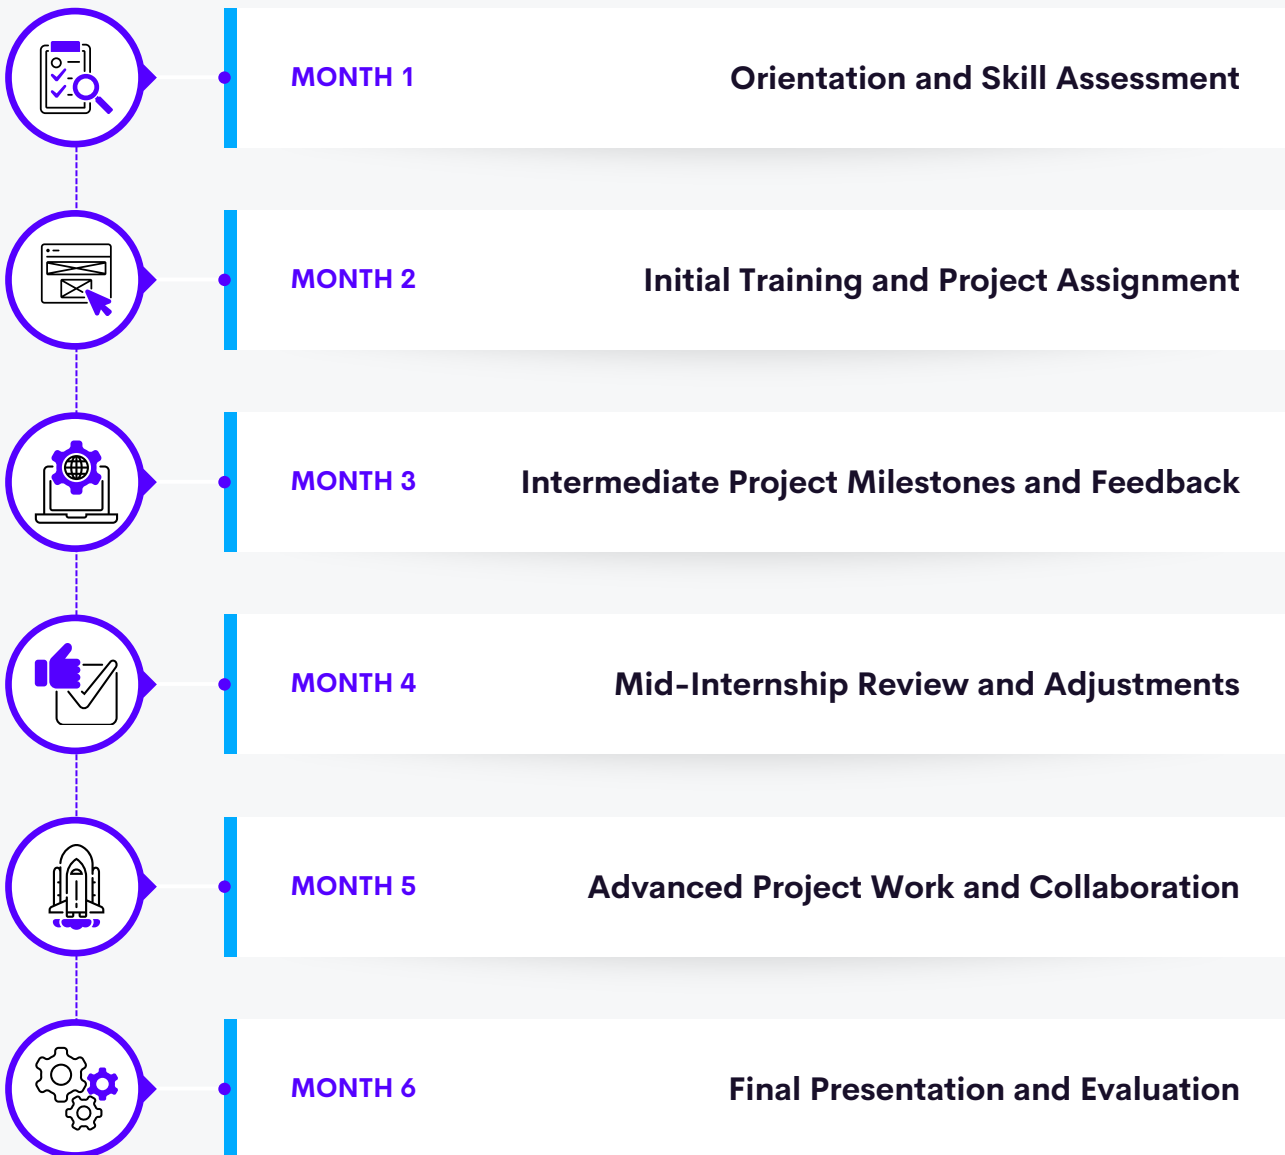 MONTH 1 Orientation and Skill Assessment
MONTH 2 Initial Training and Project Assignment
MONTH 3 Intermediate Project Milestones and Feedback
MONTH 4 Mid-Internship Review and Adjustments
MONTH 5 Advanced Project Work and Collaboration
MONTH 6 Final Presentation and Evaluation